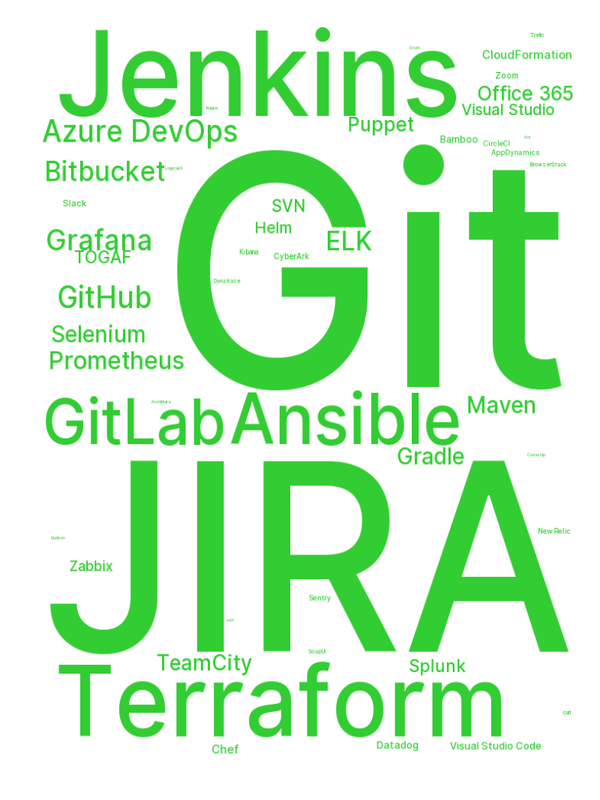 Trello
Jenkins
CloudFormation
Zoom
Office 365
Visual Studio
Puppet
Azure DevOps
Bamboo
CircleCI
AppDynamics
BrowserStack
Bitbucket
Git
Slack
SVN
Helm
ELK
Grafana
TOGAF
Kibana
CyberArk
Dynatrace
GitHub
Selenium
Prometheus
GitLab
Ansible
Maven
Gradle
JIRA
New Relic
Zabbix
Sentry
SoapUI
TeamCity
Splunk
Terraform
curl
Chef
Datadog
Visual Studio Code